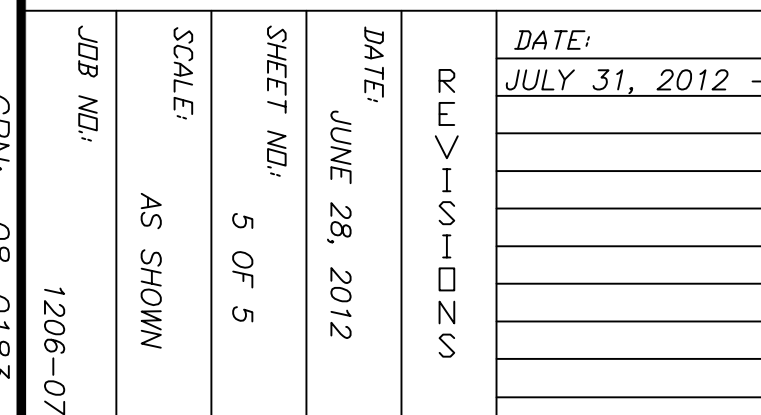 DATE:
JULY 31, 2012 -
REVISIONS
DATE:
JUNE 28, 2012
SHEET NO.:
5 OF 5
SCALE:
AS SHOWN
JOB NO.:
1206-07